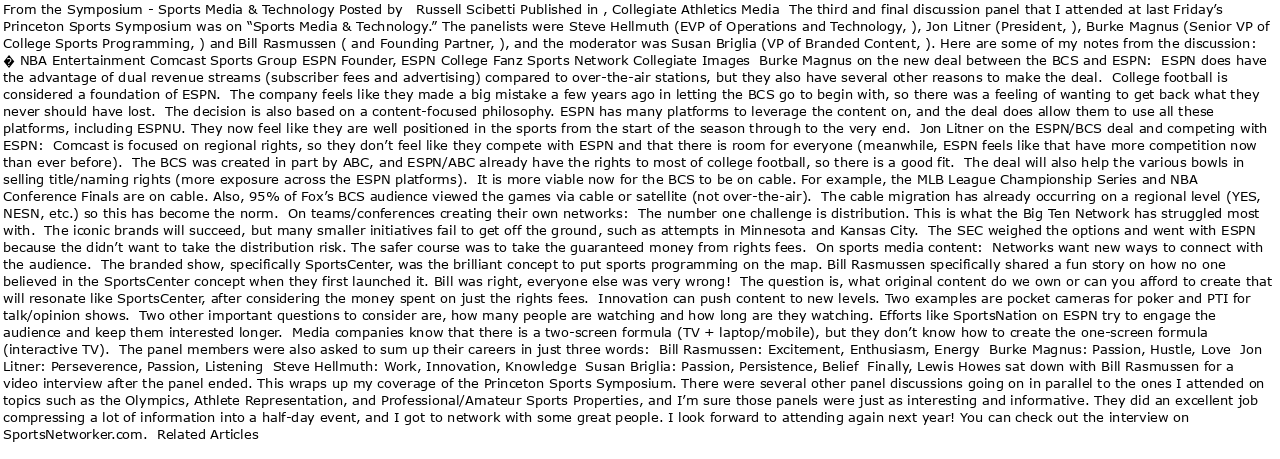 From the Symposium - Sports Media & Technology Posted by   Russell Scibetti Published in , Collegiate Athletics Media  The third and final discussion panel that I attended at last Friday’s
Princeton Sports Symposium was on “Sports Media & Technology.” The panelists were Steve Hellmuth (EVP of Operations and Technology, ), Jon Litner (President, ), Burke Magnus (Senior VP of
College Sports Programming, ) and Bill Rasmussen ( and Founding Partner, ), and the moderator was Susan Briglia (VP of Branded Content, ). Here are some of my notes from the discussion:
� NBA Entertainment Comcast Sports Group ESPN Founder, ESPN College Fanz Sports Network Collegiate Images  Burke Magnus on the new deal between the BCS and ESPN:  ESPN does have
the advantage of dual revenue streams (subscriber fees and advertising) compared to over-the-air stations, but they also have several other reasons to make the deal.  College football is
considered a foundation of ESPN.  The company feels like they made a big mistake a few years ago in letting the BCS go to begin with, so there was a feeling of wanting to get back what they
never should have lost.  The decision is also based on a content-focused philosophy. ESPN has many platforms to leverage the content on, and the deal does allow them to use all these
platforms, including ESPNU. They now feel like they are well positioned in the sports from the start of the season through to the very end.  Jon Litner on the ESPN/BCS deal and competing with
ESPN:  Comcast is focused on regional rights, so they don’t feel like they compete with ESPN and that there is room for everyone (meanwhile, ESPN feels like that have more competition now
than ever before).  The BCS was created in part by ABC, and ESPN/ABC already have the rights to most of college football, so there is a good fit.  The deal will also help the various bowls in
selling title/naming rights (more exposure across the ESPN platforms).  It is more viable now for the BCS to be on cable. For example, the MLB League Championship Series and NBA
Conference Finals are on cable. Also, 95% of Fox’s BCS audience viewed the games via cable or satellite (not over-the-air).  The cable migration has already occurring on a regional level (YES,
NESN, etc.) so this has become the norm.  On teams/conferences creating their own networks:  The number one challenge is distribution. This is what the Big Ten Network has struggled most
with.  The iconic brands will succeed, but many smaller initiatives fail to get off the ground, such as attempts in Minnesota and Kansas City.  The SEC weighed the options and went with ESPN
because the didn’t want to take the distribution risk. The safer course was to take the guaranteed money from rights fees.  On sports media content:  Networks want new ways to connect with
the audience.  The branded show, specifically SportsCenter, was the brilliant concept to put sports programming on the map. Bill Rasmussen specifically shared a fun story on how no one
believed in the SportsCenter concept when they first launched it. Bill was right, everyone else was very wrong!  The question is, what original content do we own or can you afford to create that
will resonate like SportsCenter, after considering the money spent on just the rights fees.  Innovation can push content to new levels. Two examples are pocket cameras for poker and PTI for
talk/opinion shows.  Two other important questions to consider are, how many people are watching and how long are they watching. Efforts like SportsNation on ESPN try to engage the
audience and keep them interested longer.  Media companies know that there is a two-screen formula (TV + laptop/mobile), but they don’t know how to create the one-screen formula
(interactive TV).  The panel members were also asked to sum up their careers in just three words:  Bill Rasmussen: Excitement, Enthusiasm, Energy  Burke Magnus: Passion, Hustle, Love  Jon
Litner: Perseverence, Passion, Listening  Steve Hellmuth: Work, Innovation, Knowledge  Susan Briglia: Passion, Persistence, Belief  Finally, Lewis Howes sat down with Bill Rasmussen for a
video interview after the panel ended. This wraps up my coverage of the Princeton Sports Symposium. There were several other panel discussions going on in parallel to the ones I attended on
topics such as the Olympics, Athlete Representation, and Professional/Amateur Sports Properties, and I’m sure those panels were just as interesting and informative. They did an excellent job
compressing a lot of information into a half-day event, and I got to network with some great people. I look forward to attending again next year! You can check out the interview on
SportsNetworker.com.  Related Articles